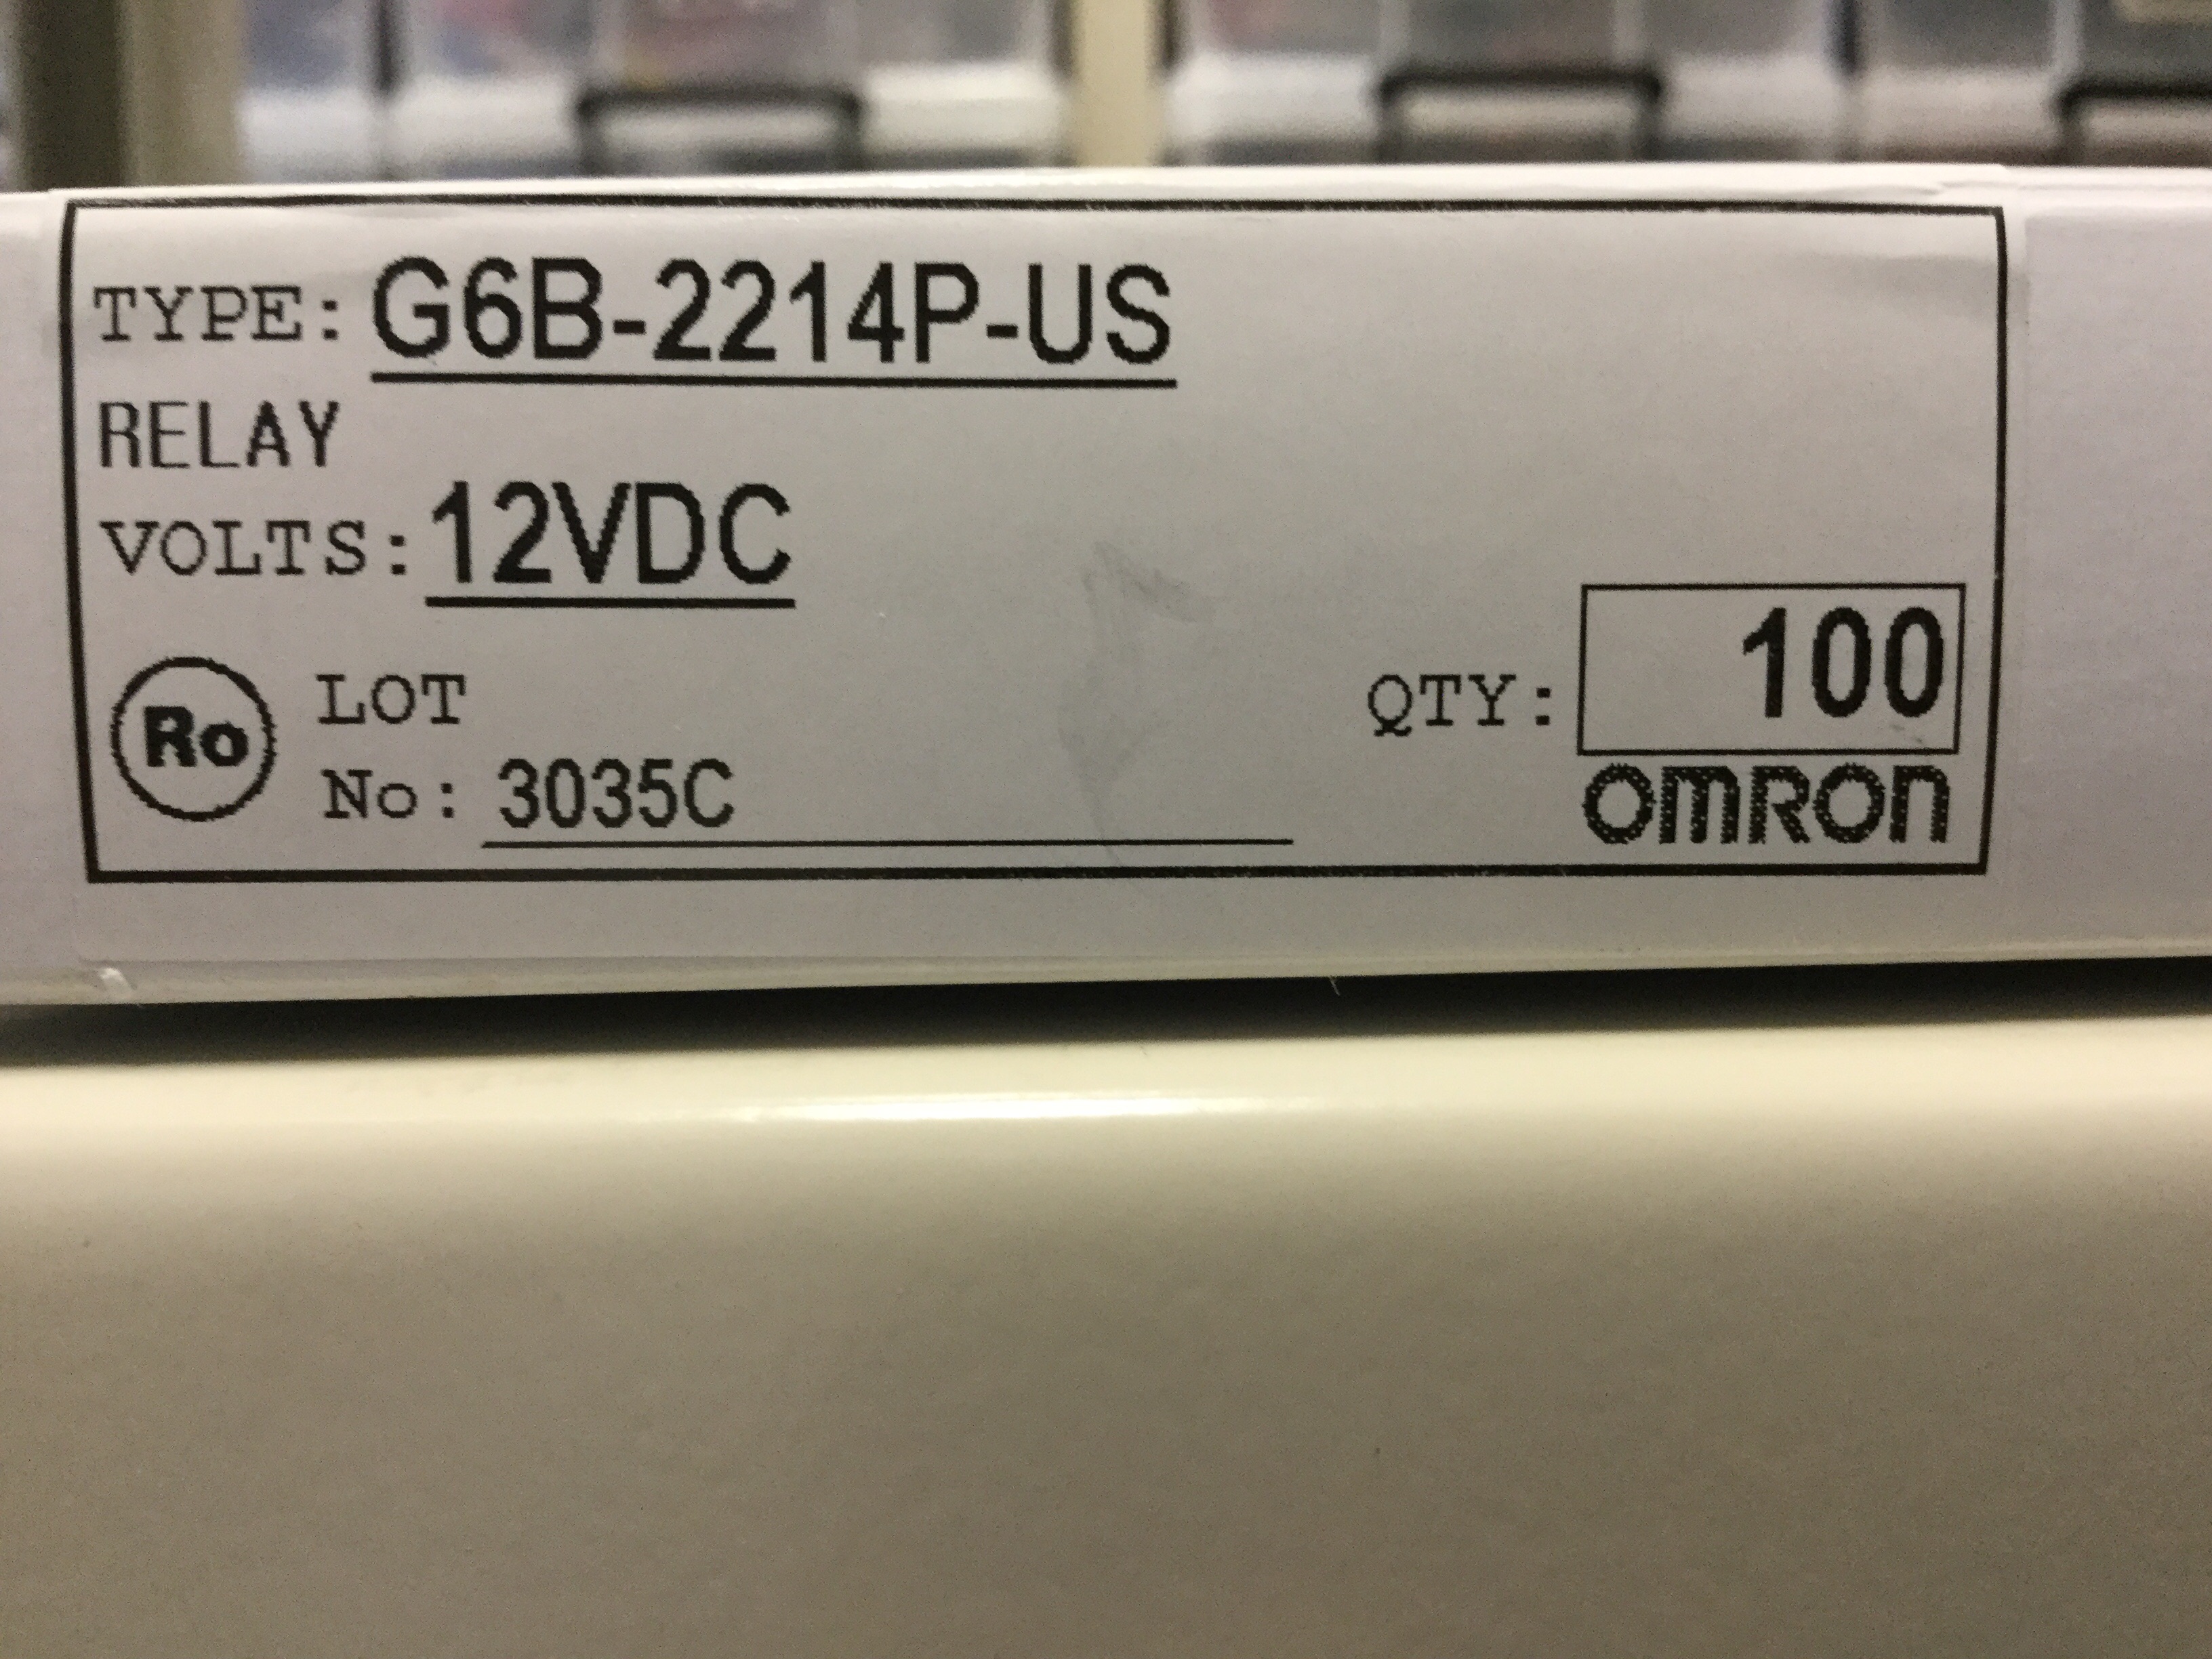 TYPE: G6B-2214P-US
RELAY
VOLTS: 12VDC
Ro
LOT
No: 3035C
QTY: 100
OMRON